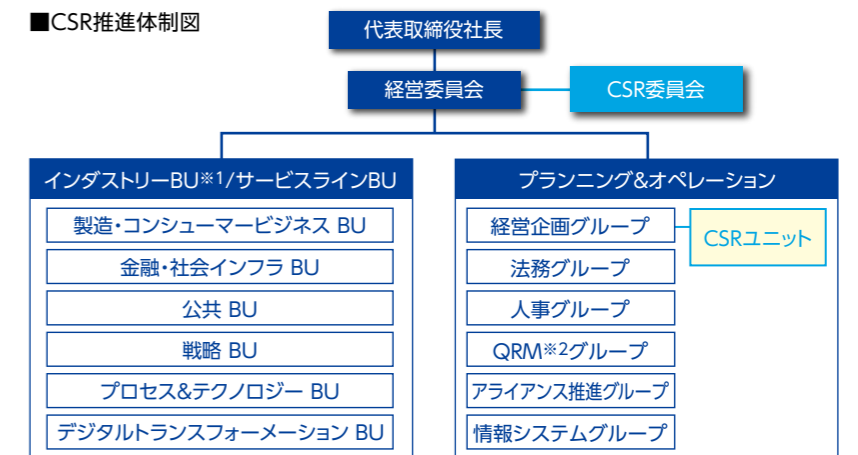 ■CSR推進体制図
代表取締役社長
経営委員会
CSR委員会
インダストリーBU※1/サービスラインBU
製造・コンシューマービジネス BU
金融・社会インフラ BU
公共 BU
戦略 BU
プロセス&テクノロジー BU
デジタルトランスフォーメーション BU
プランニング&オペレーション
経営企画グループ
CSRユニット
法務グループ
人事グループ
QRM※2グループ
アライアンス推進グループ
情報システムグループ